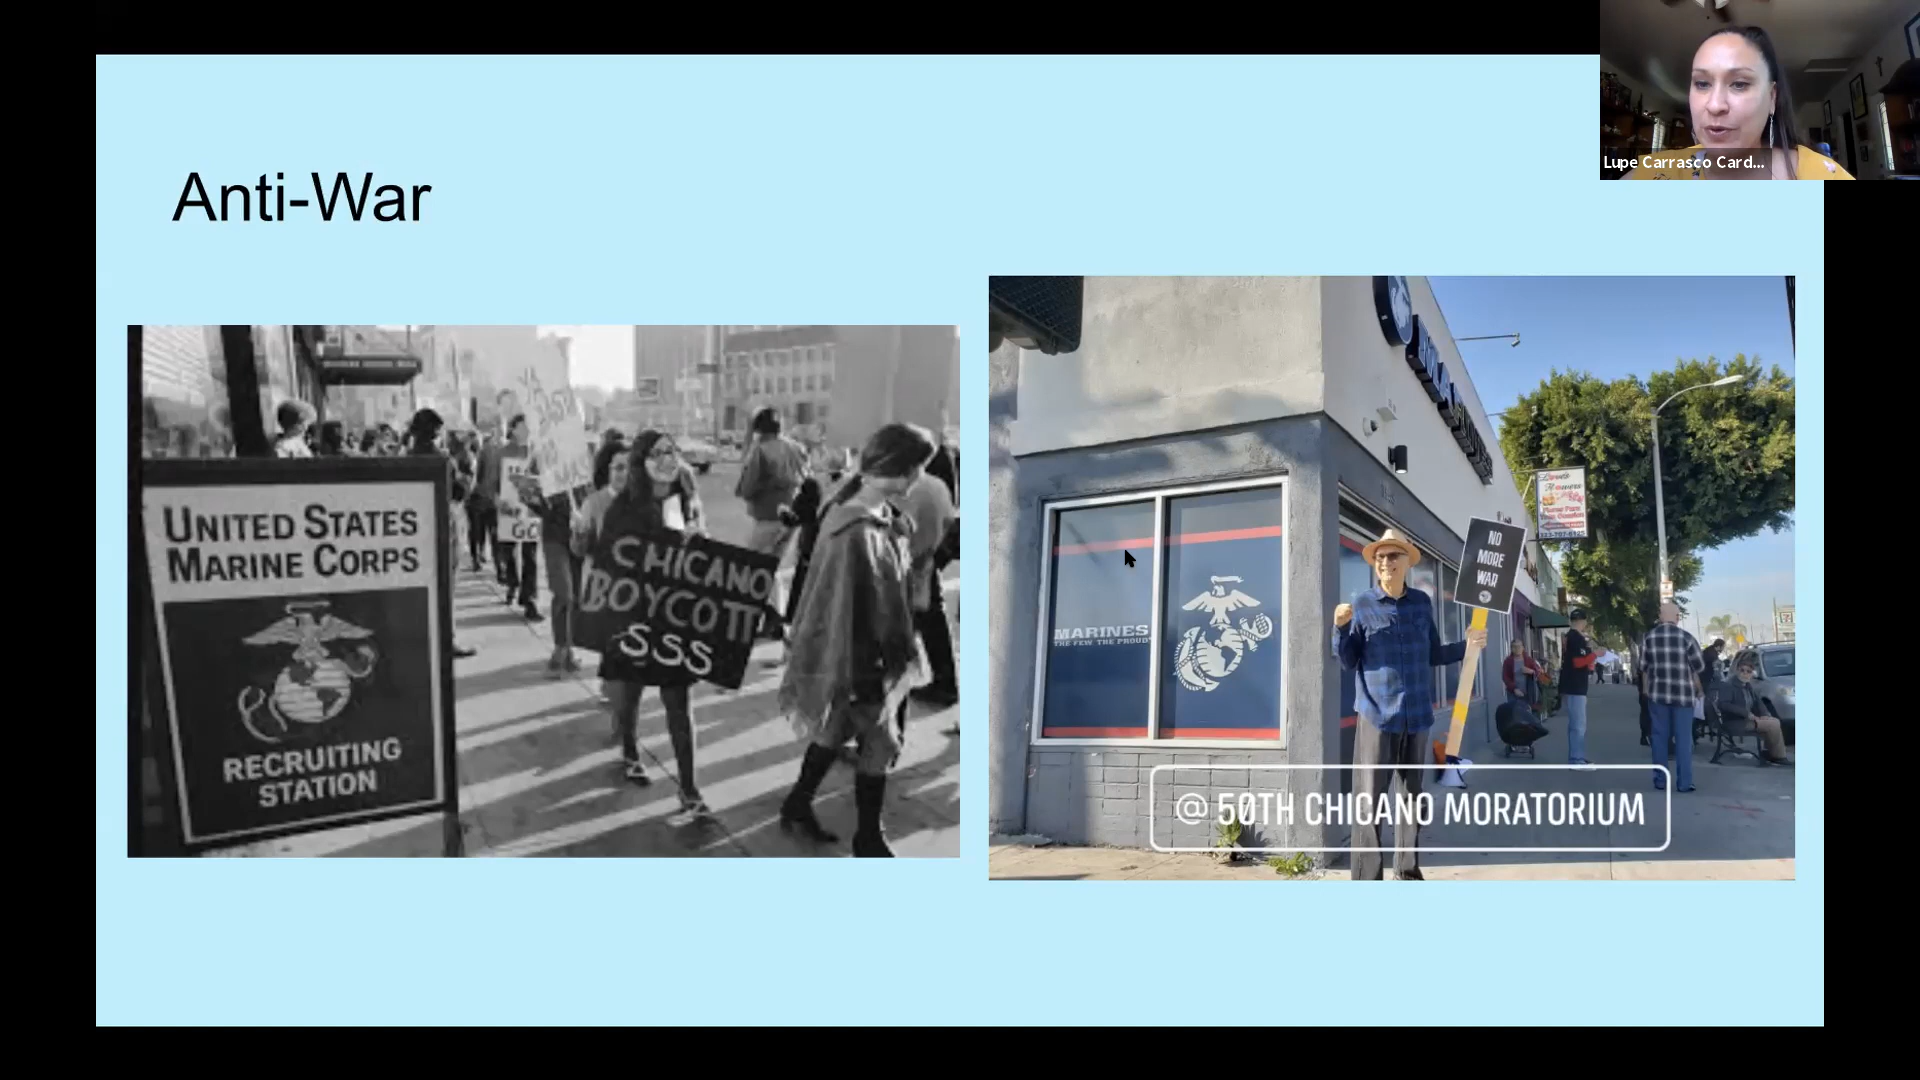 Lupe Carrasco Card...
Anti-War
UNITED STATES
MARINE CORPS
RECRUITING
STATION
GO
CHICANO
BOYCOTT
SSS
MARINES
THE FEW. THE PROUD.
NO
MORE
WAR
@ 50TH CHICANO MORATORIUM